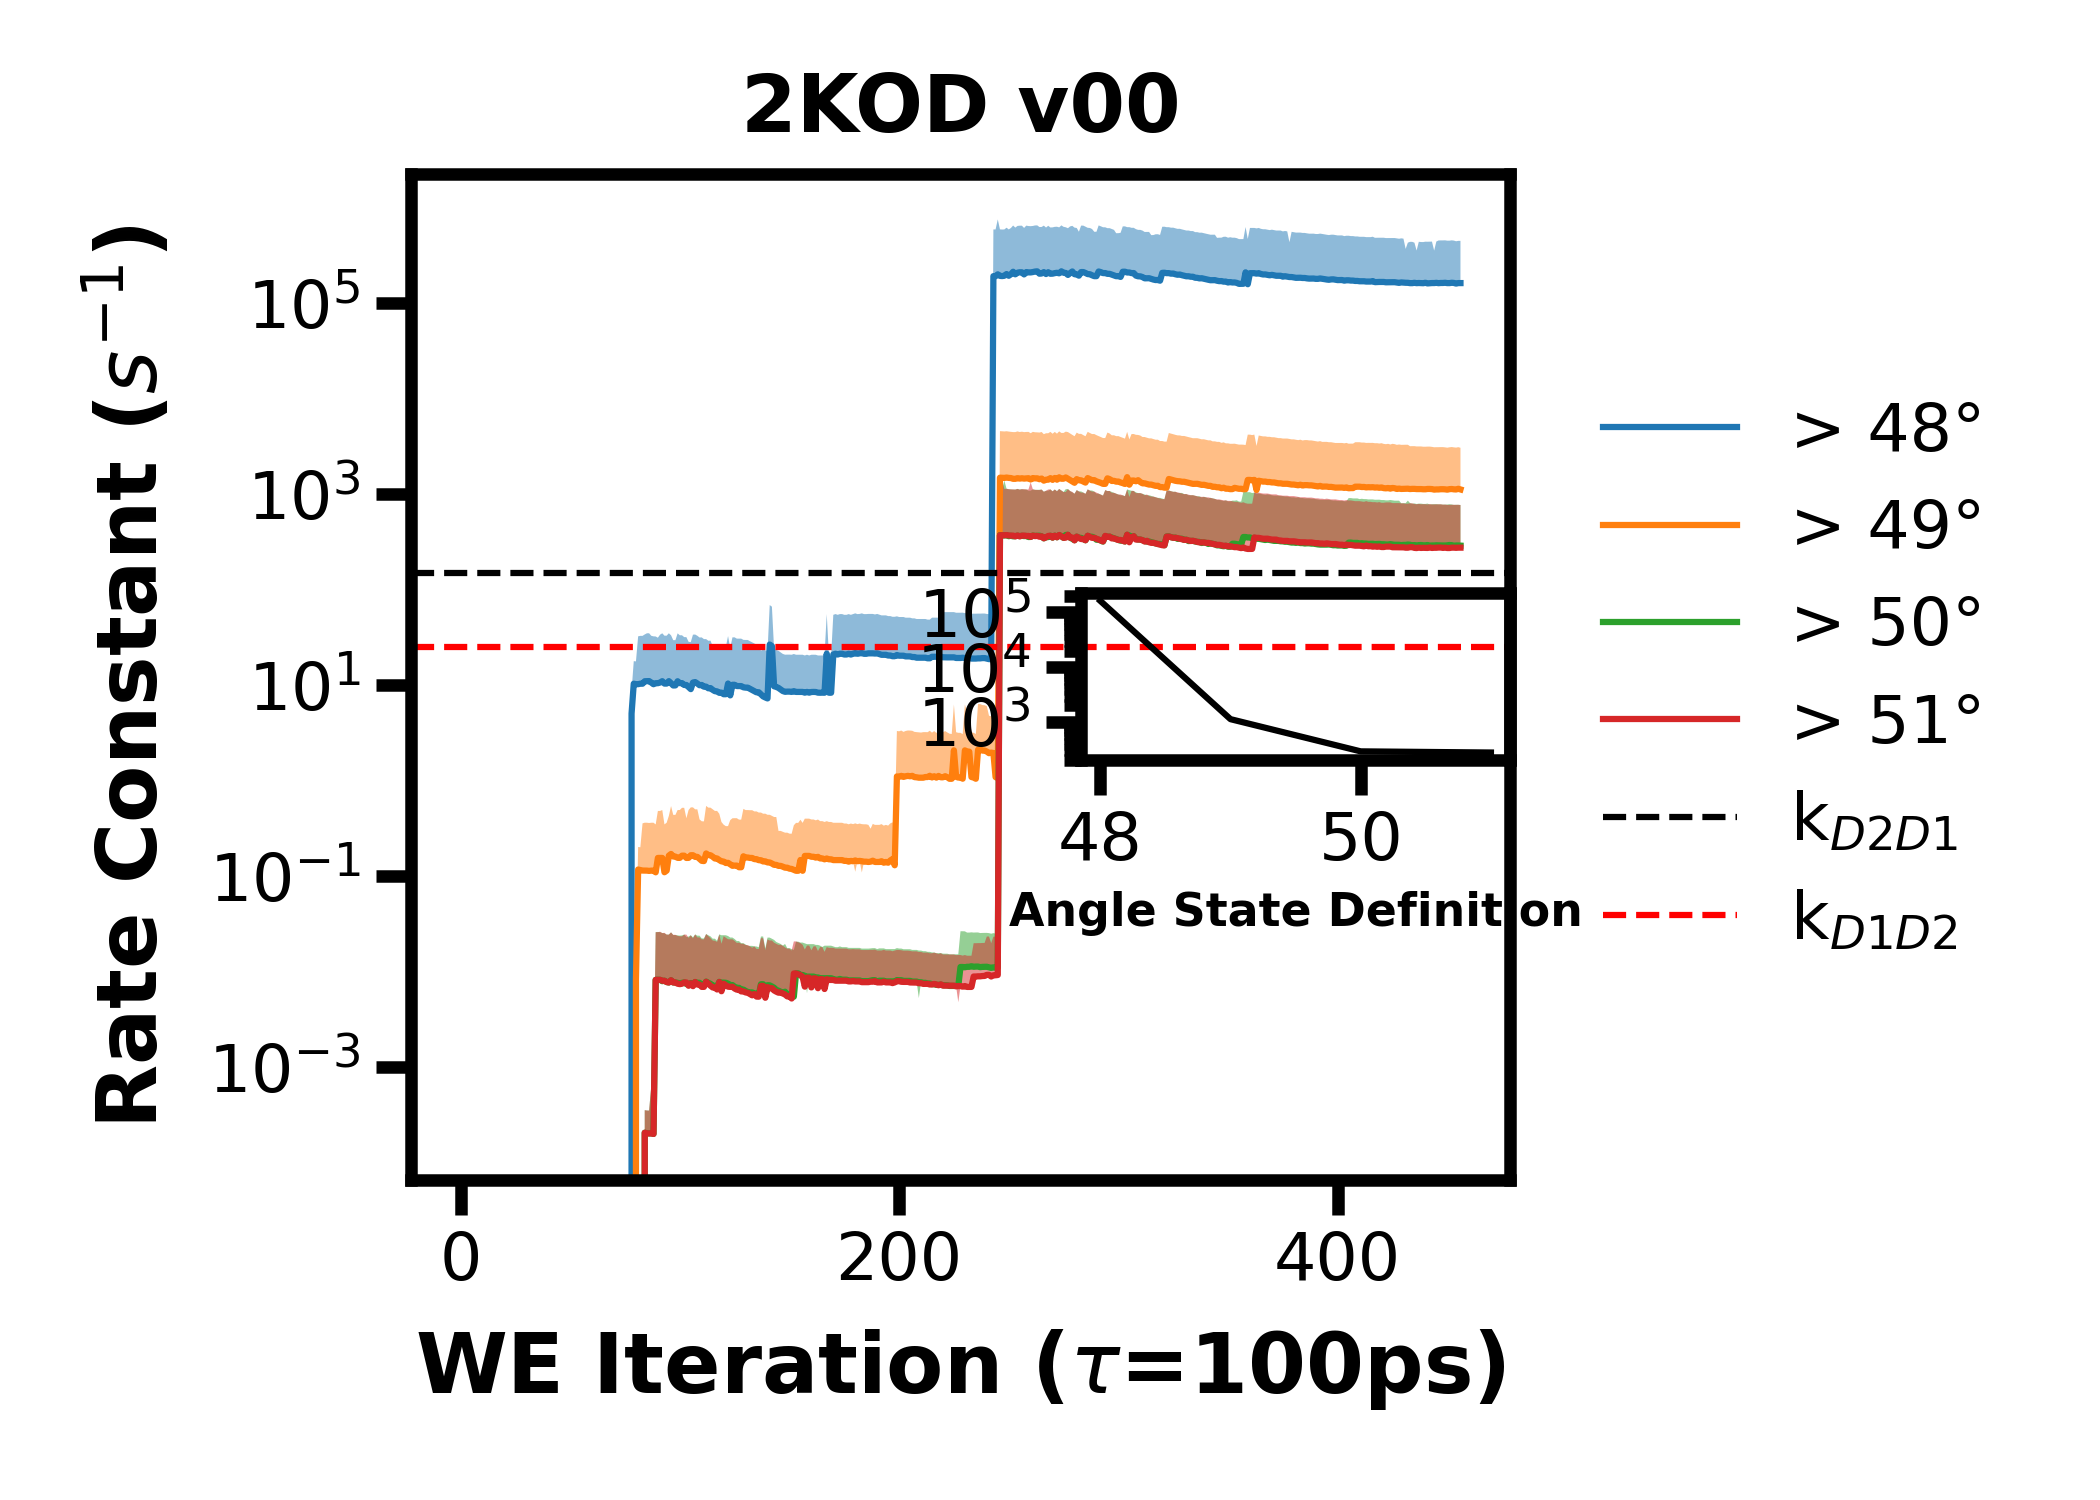 2KOD v00
Rate Constant (s⁻¹)
10⁵
10³
10¹
10⁻¹
10⁻³
0
200
400
WE Iteration (τ=100ps)
10⁵
10⁴
10³
48
50
Angle State Definition
> 48°
> 49°
> 50°
> 51°
k_D2D1
k_D1D2